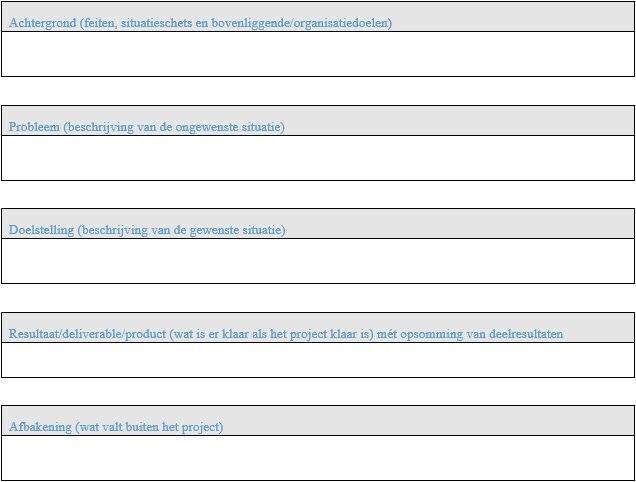 Achtergrond (feiten, situatieschets en bovenliggende/organisatiedoelen)
Probleem (beschrijving van de ongewenste situatie)
Doelstelling (beschrijving van de gewenste situatie)
Resultaat/deliverable/product (wat is er klaar als het project klaar is) mét opsomming van deelresultaten
Afbakening (wat valt buiten het project)